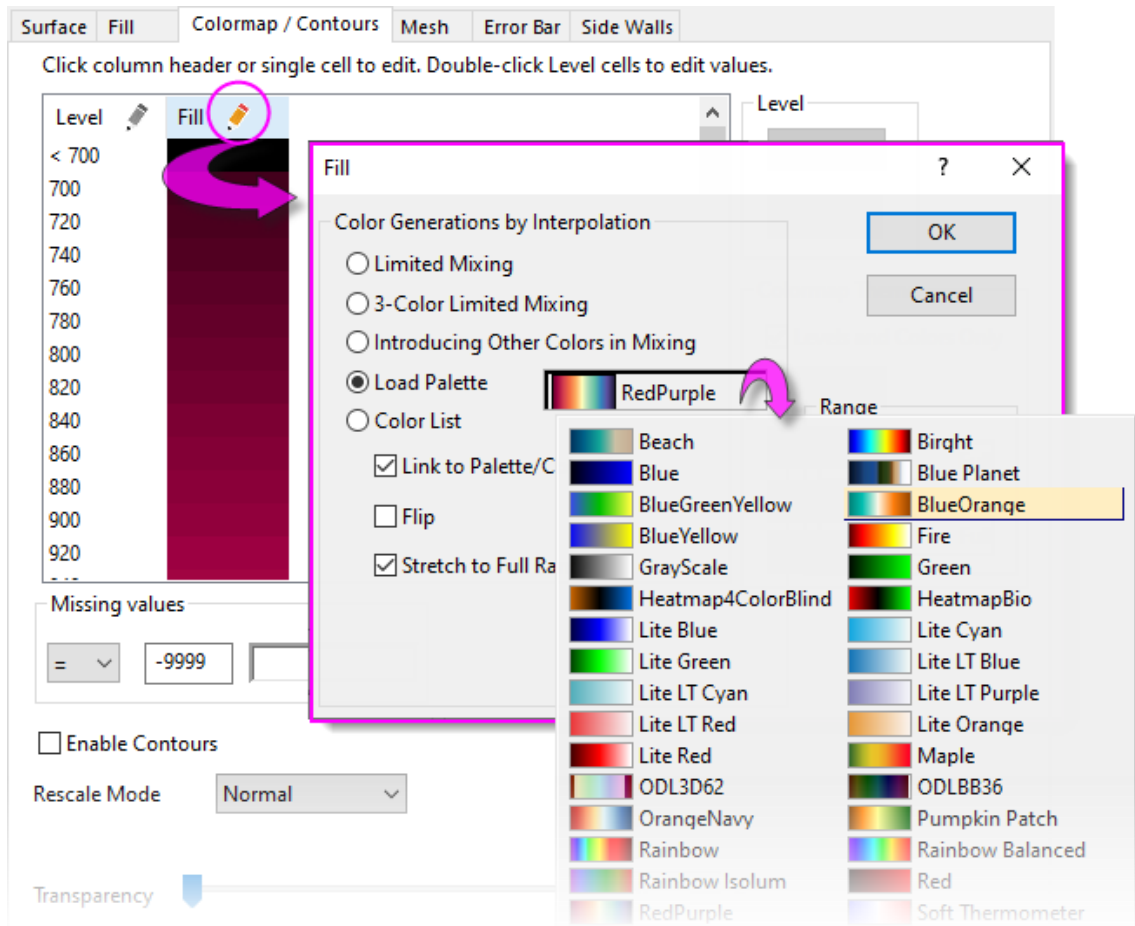 Surface Fill Colormap / Contours Mesh Error Bar Side Walls
Click column header or single cell to edit. Double-click Level cells to edit values.
Level Fill
Level
< 700
700
720
740
760
780
800
820
840
860
880
900
920
Fill ? X
Color Generations by Interpolation
OK
Limited Mixing
Cancel
3-Color Limited Mixing
Introducing Other Colors in Mixing
Load Palette RedPurple
Range
Color List
Link to Palette/C
Flip
Stretch to Full Ra
Beach Birght
Blue Blue Planet
BlueGreenYellow BlueOrange
BlueYellow Fire
GrayScale Green
Heatmap4ColorBlind HeatmapBio
Lite Blue Lite Cyan
Lite Green Lite LT Blue
Lite LT Cyan Lite LT Purple
Lite LT Red Lite Orange
Lite Red Maple
ODL3D62 ODLBB36
OrangeNavy Pumpkin Patch
Rainbow Rainbow Balanced
Rainbow Isolum Red
RedPurple Soft Thermometer
Missing values
= -9999
Enable Contours
Rescale Mode Normal
Transparency